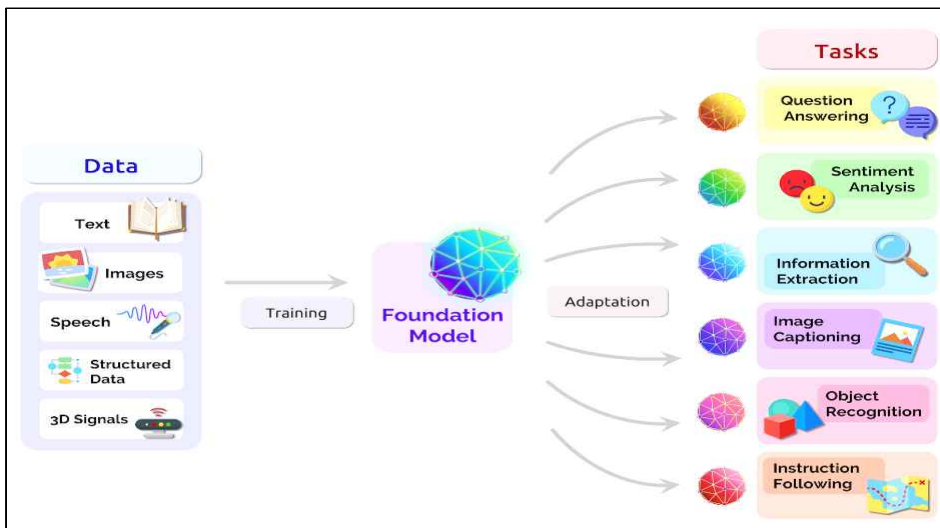 Data
Text
Images
Speech
Structured
Data
3D Signals
Training
Foundation
Model
Adaptation
Tasks
Question
Answering
?
Sentiment
Analysis
Information
Extraction
Image
Captioning
Object
Recognition
Instruction
Following